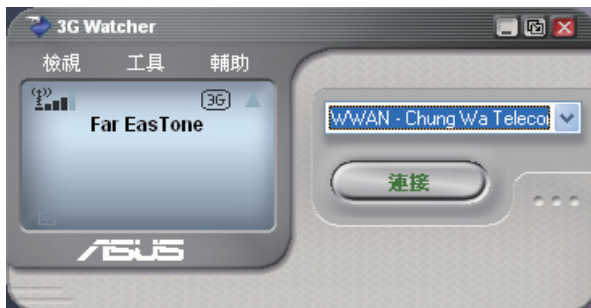 3G Watcher
檢視 工具 輔助
3G
Far EasTone
WWAN - Chung Wa Teleco
連接
ASUS